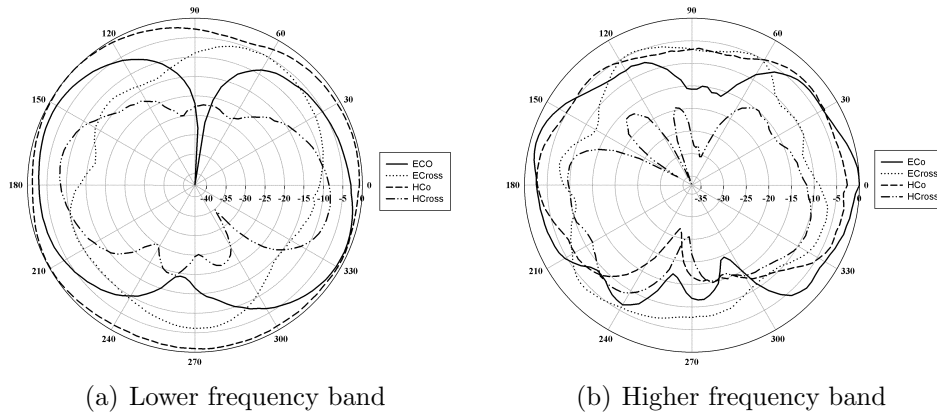 90
120
60
150
30
180
-40 -35 -30 -25 -20 -15 -10 -5 0
210
330
240
300
270
ECO
ECross
HCo
HCross
(a) Lower frequency band
90
120
60
150
30
180
-35 -30 -25 -20 -15 -10 -5 0
210
330
240
300
270
ECo
ECross
HCo
HCross
(b) Higher frequency band